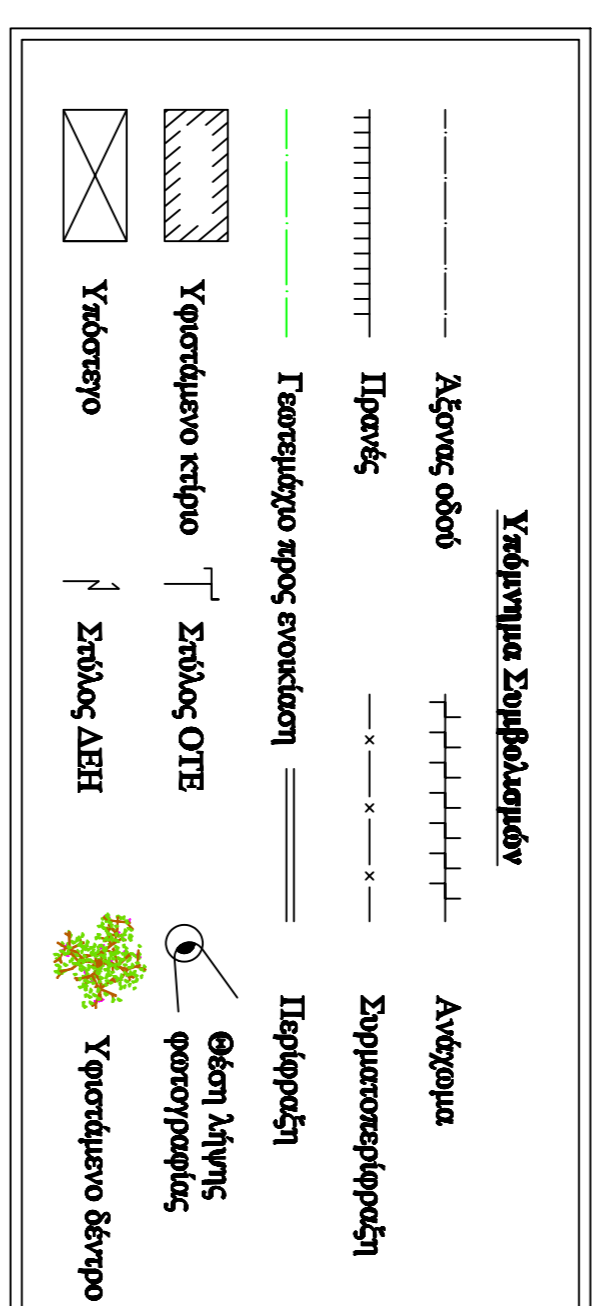 Υπόμνημα Συμβολισμών
Άξονας οδού
Ανάχωμα
Πρανές
Συρματοπερίφραξη
Γεωτεμάχιο προς ενοικίαση
Περίφραξη
Υφιστάμενο κτίριο
Στύλος ΟΤΕ
Θέση λήψης
φωτογραφίας
Υπόστεγο
Στύλος ΔΕΗ
Υφιστάμενο δέντρο